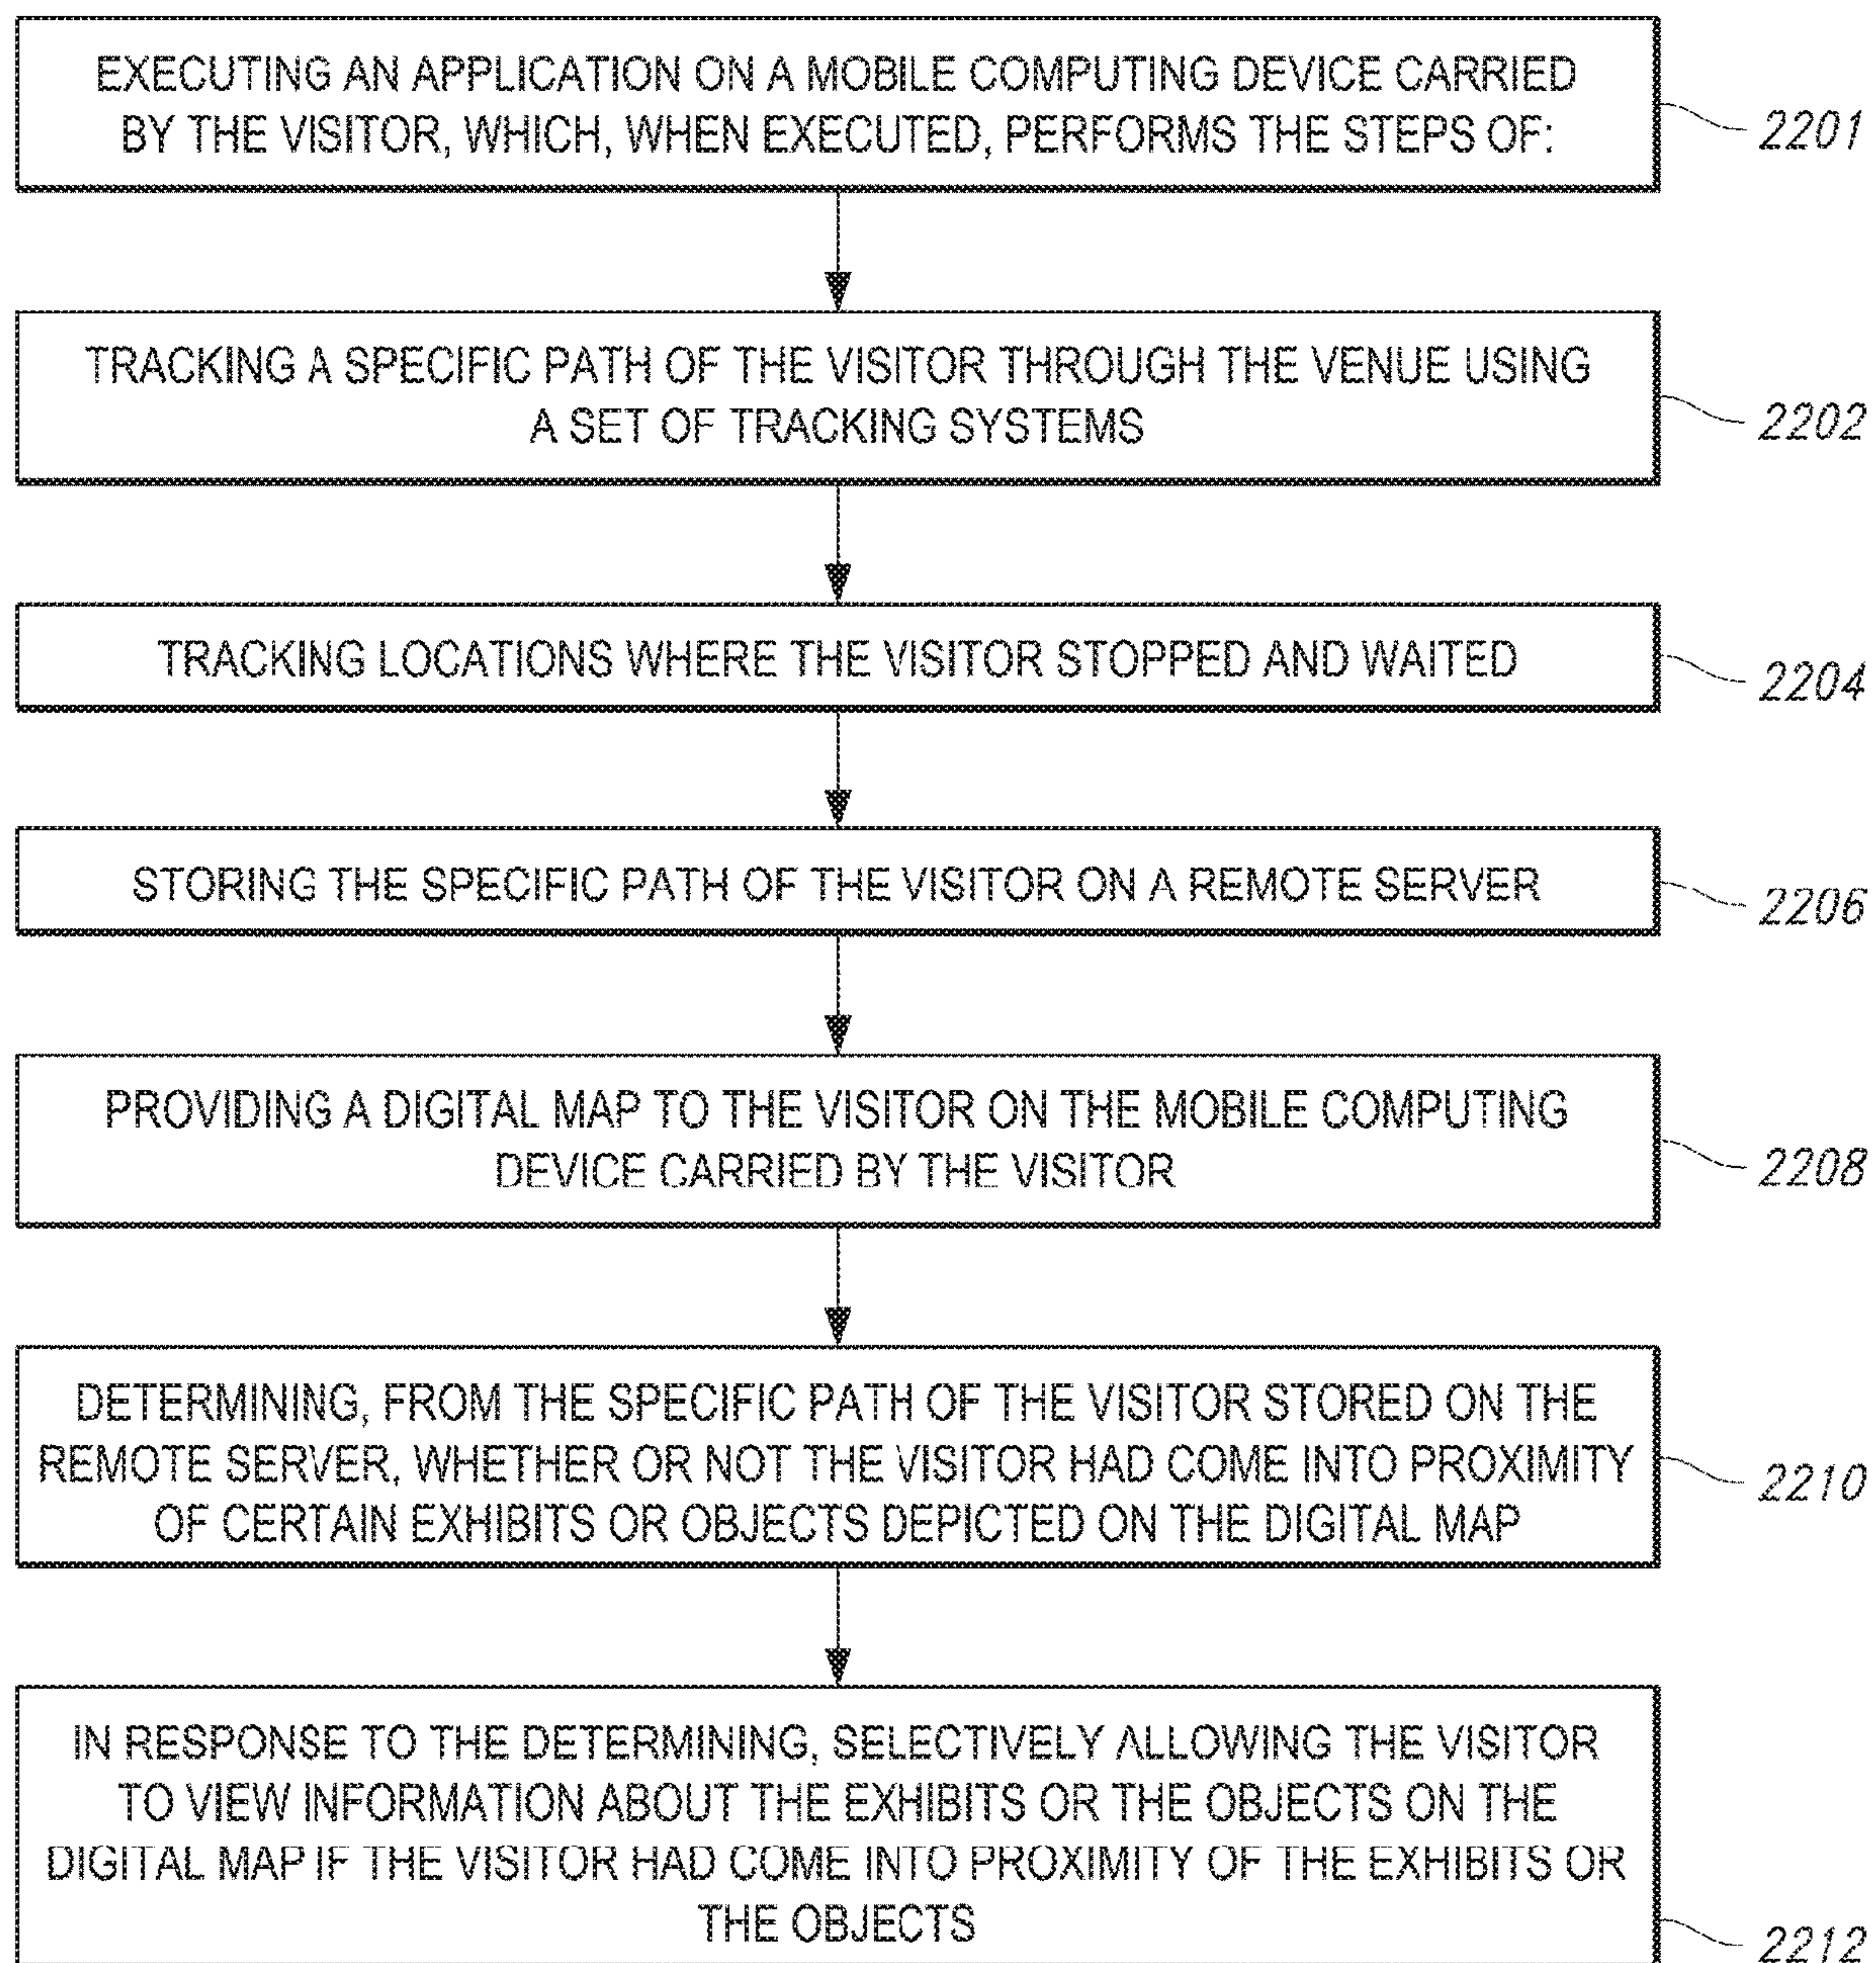 EXECUTING AN APPLICATION ON A MOBILE COMPUTING DEVICE CARRIED
BY THE VISITOR, WHICH, WHEN EXECUTED, PERFORMS THE STEPS OF:
2201
TRACKING A SPECIFIC PATH OF THE VISITOR THROUGH THE VENUE USING
A SET OF TRACKING SYSTEMS
2202
TRACKING LOCATIONS WHERE THE VISITOR STOPPED AND WAITED
2204
STORING THE SPECIFIC PATH OF THE VISITOR ON A REMOTE SERVER
2206
PROVIDING A DIGITAL MAP TO THE VISITOR ON THE MOBILE COMPUTING
DEVICE CARRIED BY THE VISITOR
2208
DETERMINING, FROM THE SPECIFIC PATH OF THE VISITOR STORED ON THE
REMOTE SERVER, WHETHER OR NOT THE VISITOR HAD COME INTO PROXIMITY
OF CERTAIN EXHIBITS OR OBJECTS DEPICTED ON THE DIGITAL MAP
2210
IN RESPONSE TO THE DETERMINING, SELECTIVELY ALLOWING THE VISITOR
TO VIEW INFORMATION ABOUT THE EXHIBITS OR THE OBJECTS ON THE
DIGITAL MAP IF THE VISITOR HAD COME INTO PROXIMITY OF THE EXHIBITS OR
THE OBJECTS
2212